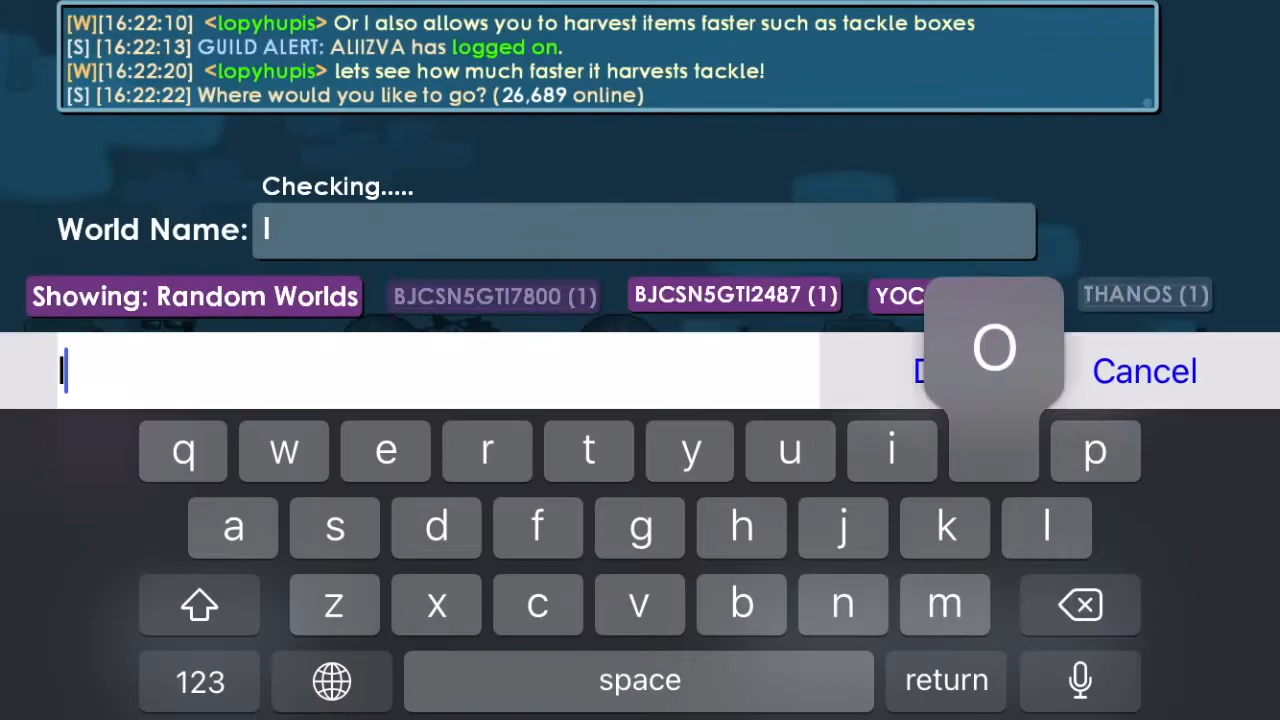 [W][16:22:10] <lopyhupis> Or I also allows you to harvest items faster such as tackle boxes
[S] [16:22:13] GUILD ALERT: ALIIZVA has logged on.
[W][16:22:20] <lopyhupis> lets see how much faster it harvests tackle!
[S] [16:22:22] Where would you like to go? (26,689 online)
Checking.....
World Name: l
Showing: Random Worlds BJCSN5GTI7800 (1) BJCSN5GTI2487 (1) YOC THANOS (1)
l Cancel
O
q w e r t y u i p
a s d f g h j k l
z x c v b n m
123 space return